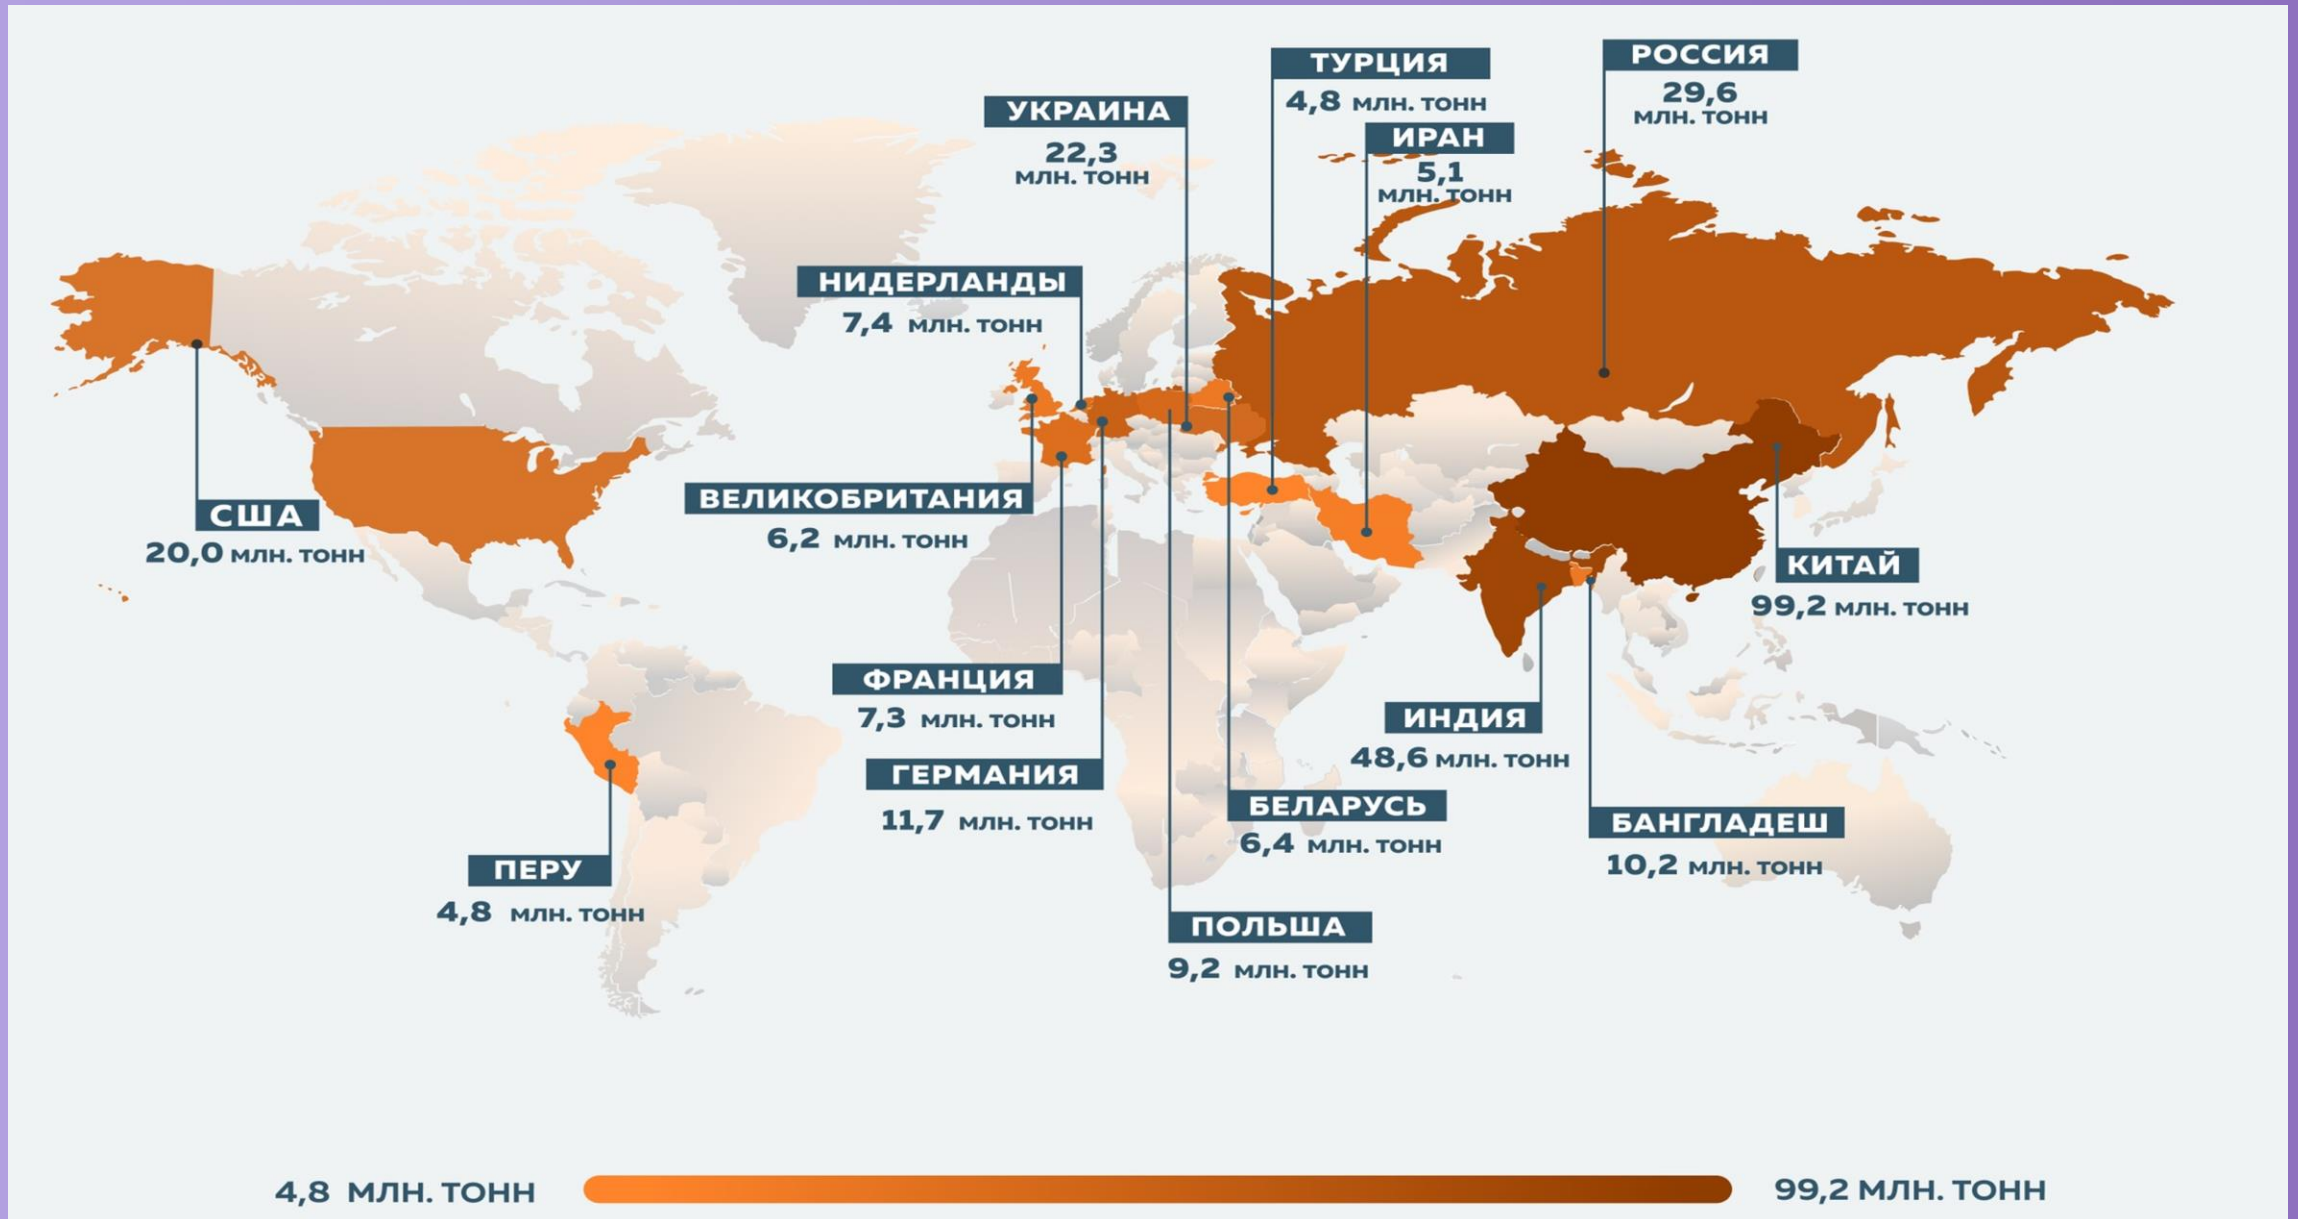 ТУРЦИЯ
4,8 МЛН. ТОНН
РОССИЯ
29,6
МЛН. ТОНН
УКРАИНА
22,3
МЛН. ТОНН
ИРАН
5,1
МЛН. ТОНН
НИДЕРЛАНДЫ
7,4 МЛН. ТОНН
ВЕЛИКОБРИТАНИЯ
6,2 МЛН. ТОНН
США
20,0 МЛН. ТОНН
КИТАЙ
99,2 МЛН. ТОНН
ФРАНЦИЯ
7,3 МЛН. ТОНН
ИНДИЯ
48,6 МЛН. ТОНН
ГЕРМАНИЯ
11,7 МЛН. ТОНН
БЕЛАРУСЬ
6,4 МЛН. ТОНН
БАНГЛАДЕШ
10,2 МЛН. ТОНН
ПЕРУ
4,8 МЛН. ТОНН
ПОЛЬША
9,2 МЛН. ТОНН
4,8 МЛН. ТОНН
99,2 МЛН. ТОНН